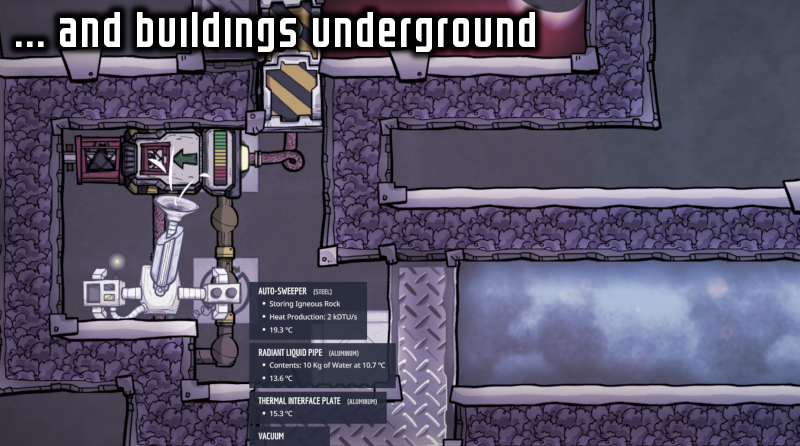 ... and buildings underground
AUTO-SWEEPER (STEEL)
• Storing Igneous Rock
• Heat Production: 2 kDTU/s
• 19.3 °C
RADIANT LIQUID PIPE (ALUMINUM)
• Contents: 10 Kg of Water at 10.7 °C
• 13.6 °C
THERMAL INTERFACE PLATE (ALUMINUM)
• 15.3 °C
VACUUM